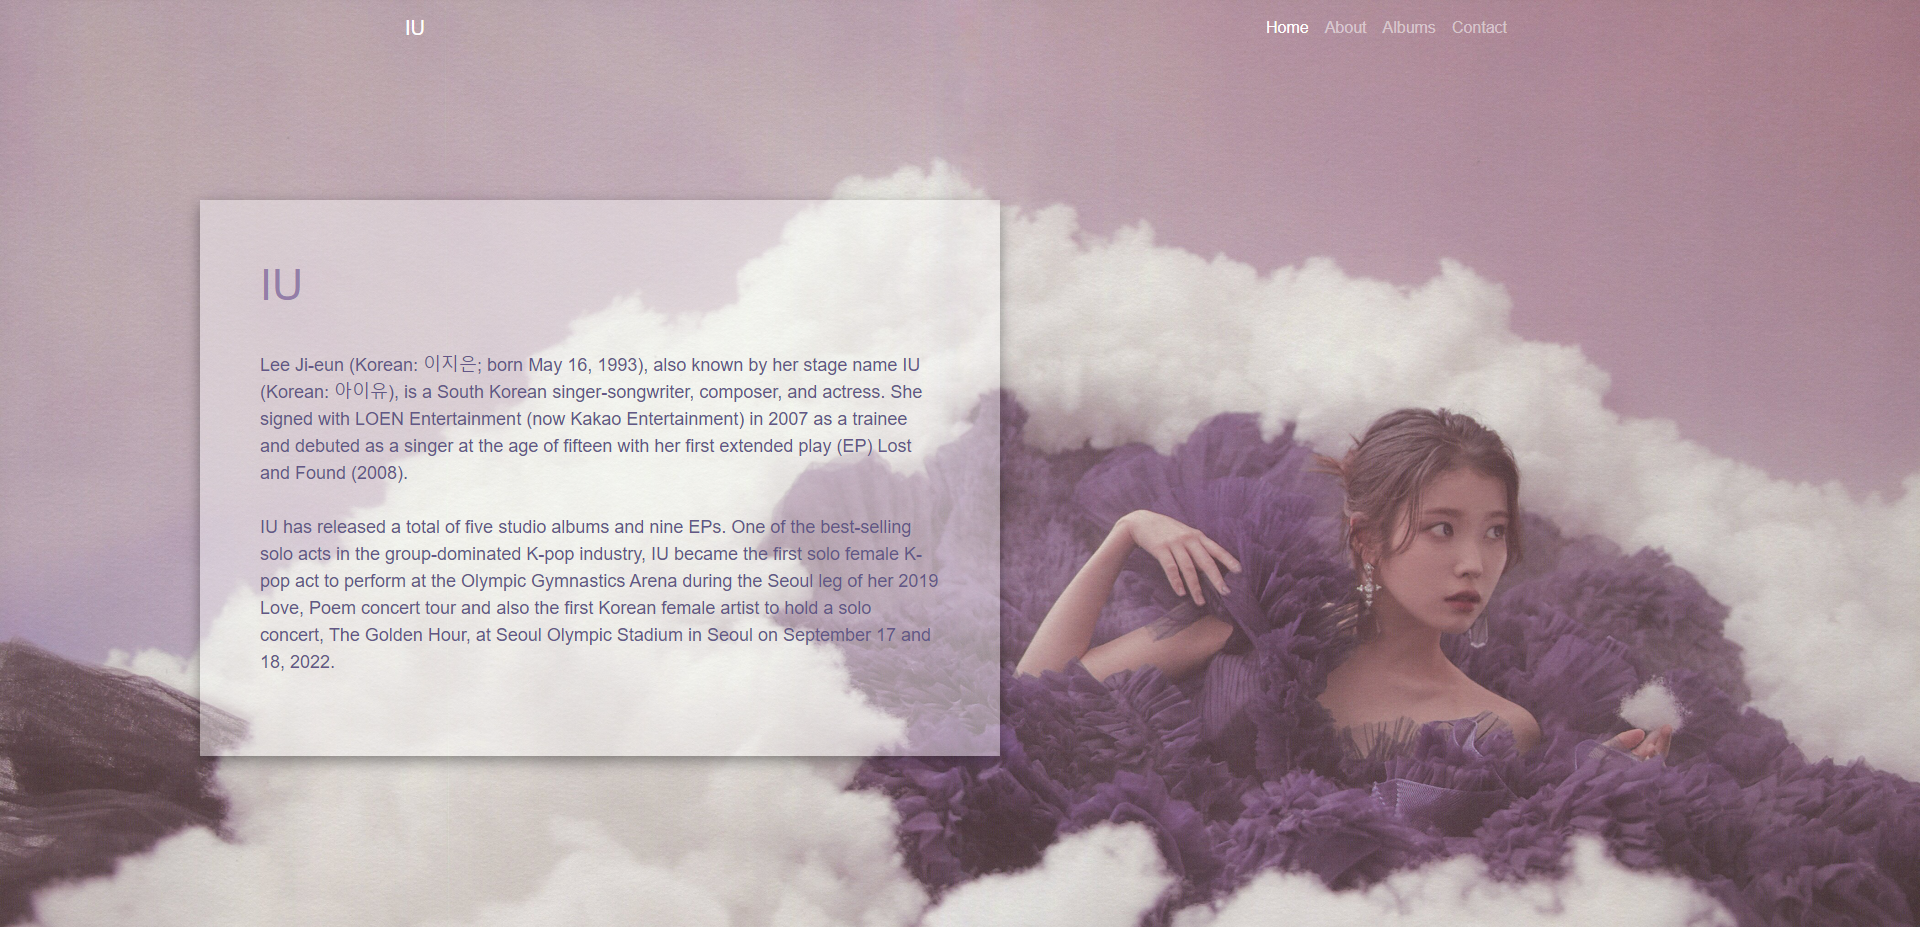 IU
Home About Albums Contact
IU
Lee Ji-eun (Korean: 이지은; born May 16, 1993), also known by her stage name IU
(Korean: 아이유), is a South Korean singer-songwriter, composer, and actress. She
signed with LOEN Entertainment (now Kakao Entertainment) in 2007 as a trainee
and debuted as a singer at the age of fifteen with her first extended play (EP) Lost
and Found (2008).
IU has released a total of five studio albums and nine EPs. One of the best-selling
solo acts in the group-dominated K-pop industry, IU became the first solo female K-
pop act to perform at the Olympic Gymnastics Arena during the Seoul leg of her 2019
Love, Poem concert tour and also the first Korean female artist to hold a solo
concert, The Golden Hour, at Seoul Olympic Stadium in Seoul on September 17 and
18, 2022.